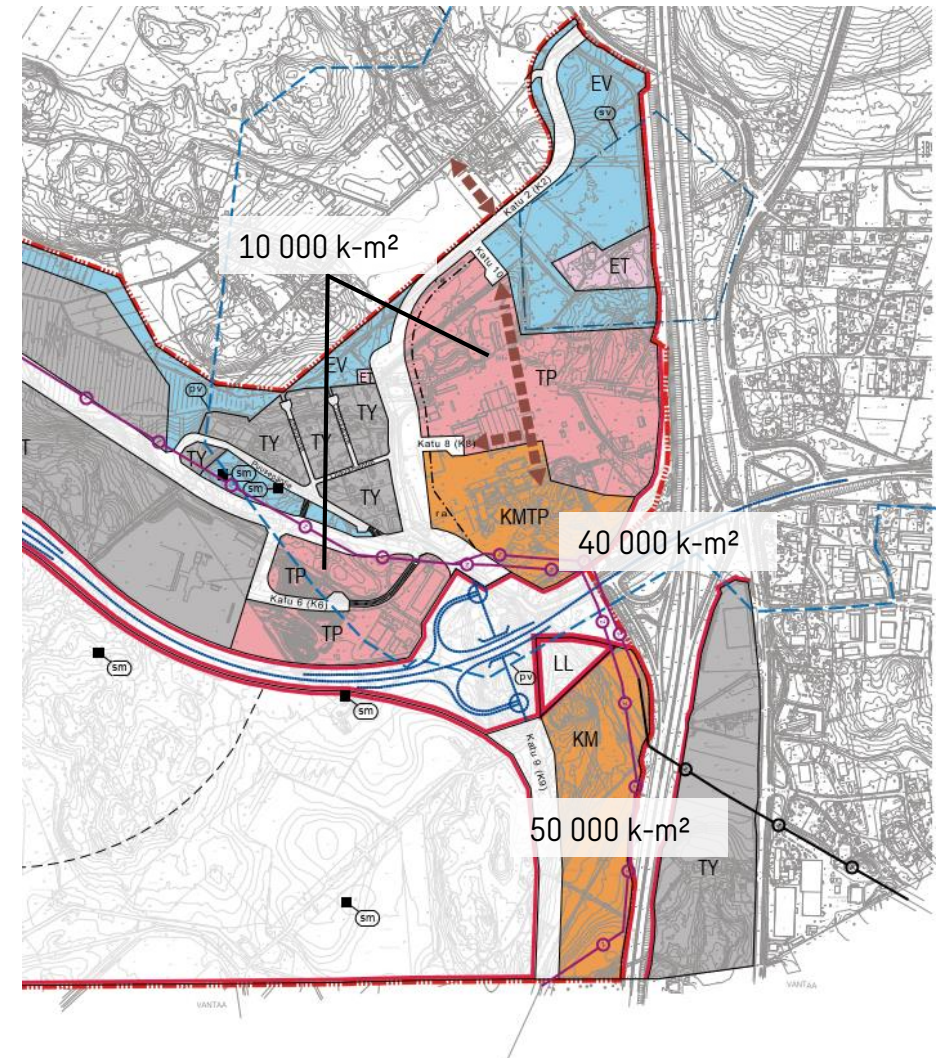 EV
sv
Katu 2 (K2)
10 000 k-m²
Katu 10
ET
EV
ET
TP
pv
TY
TY
TY
TY
TY
Katu 8 (K8)
sm
sm
KMTP
40 000 k-m²
TP
Katu 6 (K6)
TP
sm
LL
pv
sm
KM
Katu 9 (K9)
50 000 k-m²
TY
sm
VANTAA
VANTAA